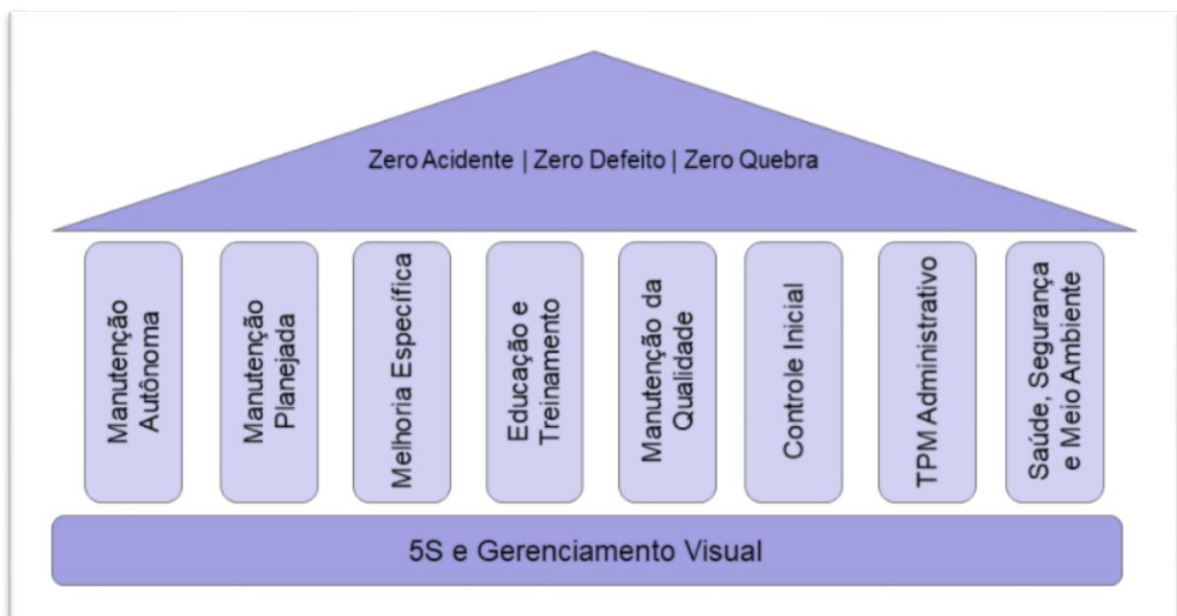 Zero Acidente | Zero Defeito | Zero Quebra
Manutenção
Autônoma
Manutenção
Planejada
Melhoria Específica
Educação e
Treinamento
Manutenção da
Qualidade
Controle Inicial
TPM Administrativo
Saúde, Segurança
e Meio Ambiente
5S e Gerenciamento Visual